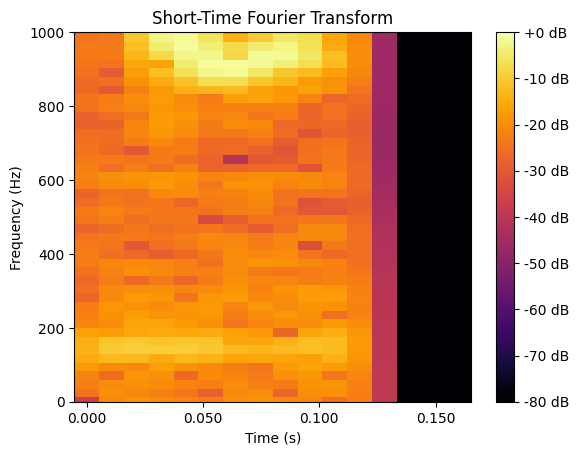 Short-Time Fourier Transform
1000
800
600
400
200
0
Frequency (Hz)
0.000
0.050
0.100
0.150
Time (s)
+0 dB
-10 dB
-20 dB
-30 dB
-40 dB
-50 dB
-60 dB
-70 dB
-80 dB